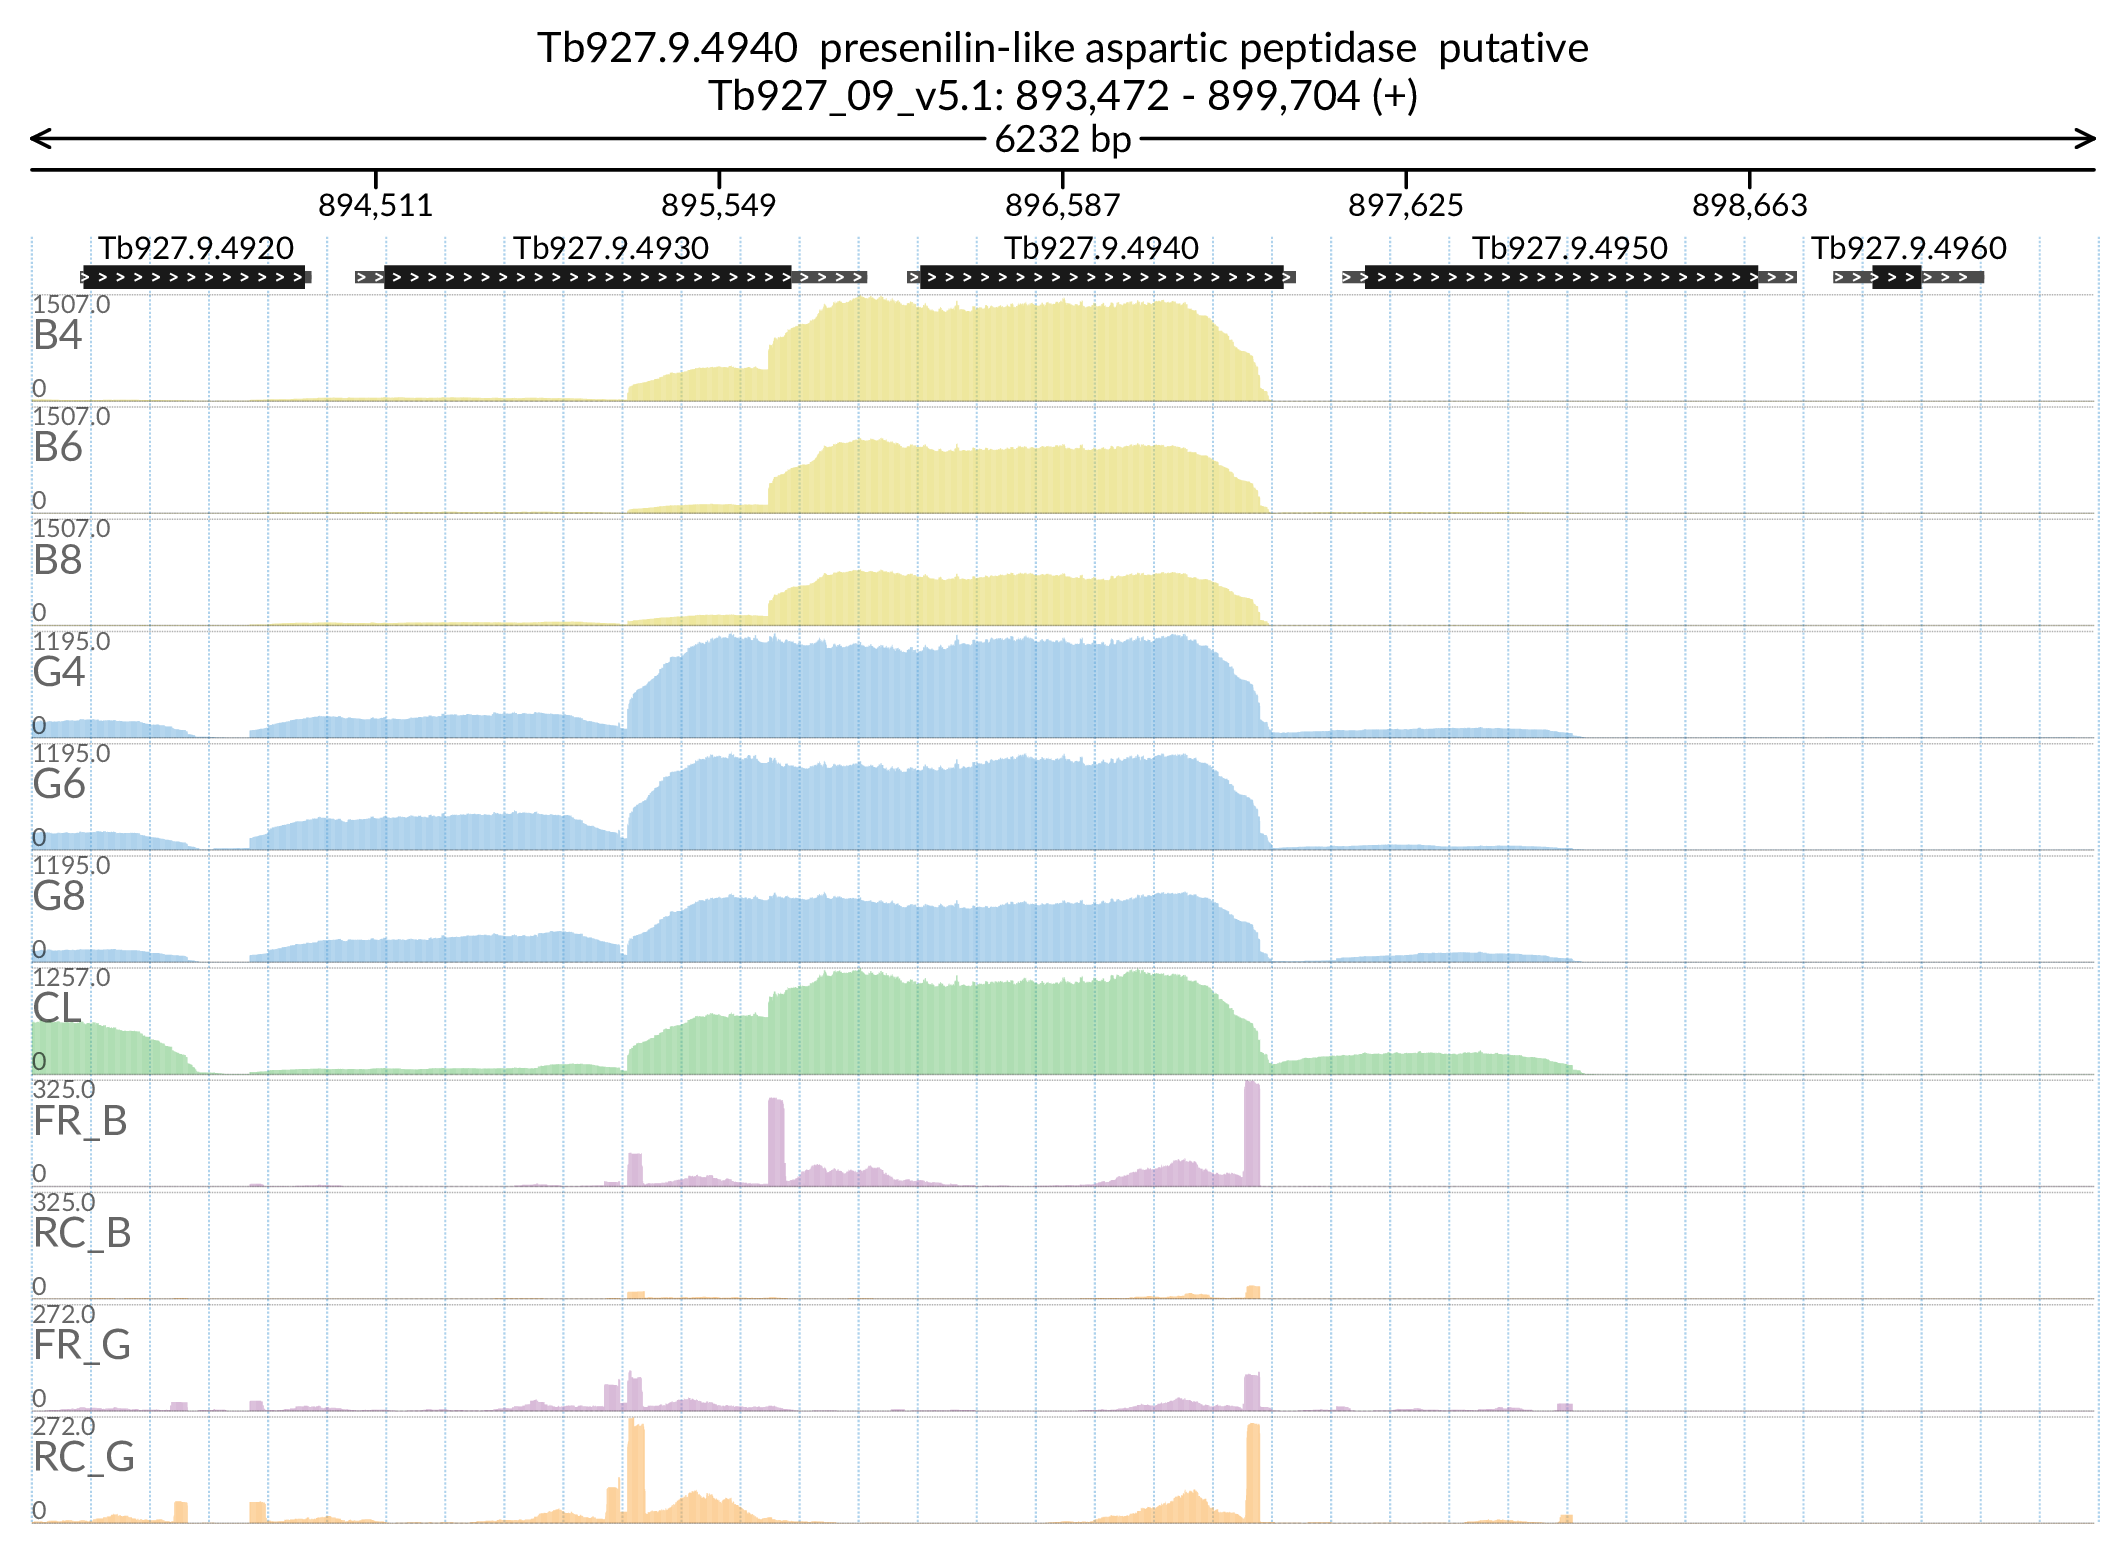 Tb927.9.4940 presenilin-like aspartic peptidase putative
Tb927_09_v5.1: 893,472 - 899,704 (+)
6232 bp
894,511 895,549 896,587 897,625 898,663
Tb927.9.4920 Tb927.9.4930 Tb927.9.4940 Tb927.9.4950 Tb927.9.4960
1507.0
B4
0
1507.0
B6
0
1507.0
B8
0
1195.0
G4
0
1195.0
G6
0
1195.0
G8
0
1257.0
CL
0
325.0
FR_B
0
325.0
RC_B
0
272.0
FR_G
0
272.0
RC_G
0